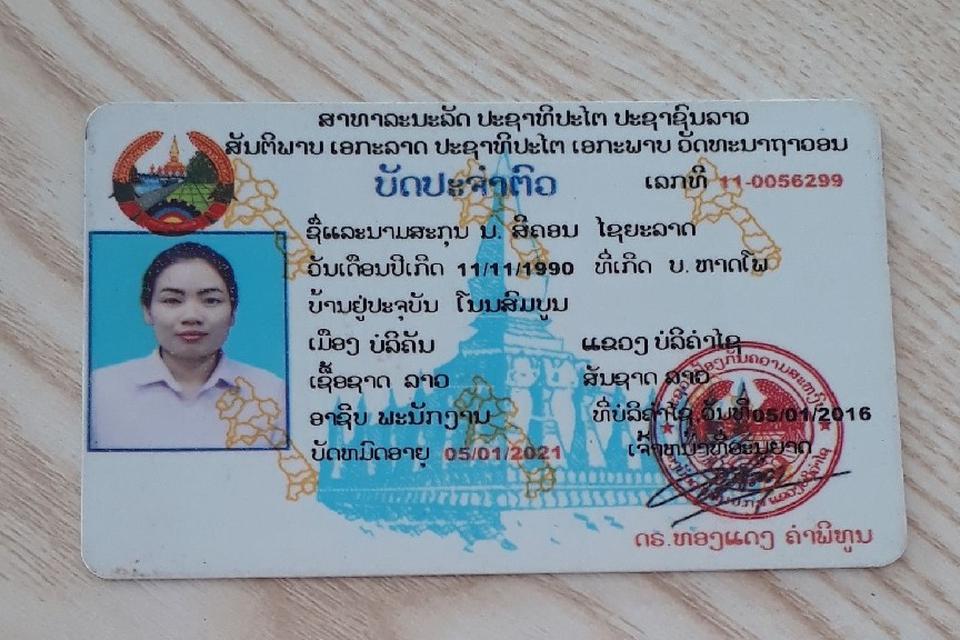 ສາທາລະນະລັດ ປະຊາທິປະໄຕ ປະຊາຊົນລາວ
ສັນຕິພາບ ເອກະລາດ ປະຊາທິປະໄຕ ເອກະພາບ ວັດທະນາຖາວອນ
ບັດປະຈຳຕົວ
ເລກທີ 11-0056299
ຊື່ແລະນາມສະກຸນ ນ. ສີຄອນ ໄຊຍະລາດ
ວັນເດືອນປີເກີດ 11/11/1990 ທີ່ເກີດ ບ. ຫາດໂພ
ບ້ານຢູ່ປະຈຸບັນ ໂນນສົມບູນ
ເມືອງ ບໍລິຄັນ ແຂວງ ບໍລິຄຳໄຊ
ເຊື້ອຊາດ ລາວ ສັນຊາດ ລາວ
ອາຊີບ ພະນັກງານ ທີ່ບໍລິຄຳໄຊ ວັນທີ 05/01/2016
ບັດຫມົດອາຍຸ 05/01/2021 ເຈົ້າຫນ້າທີ່ອະນຸຍາດ
ດຣ.ທອງແດງ ຄຳພິທູນ